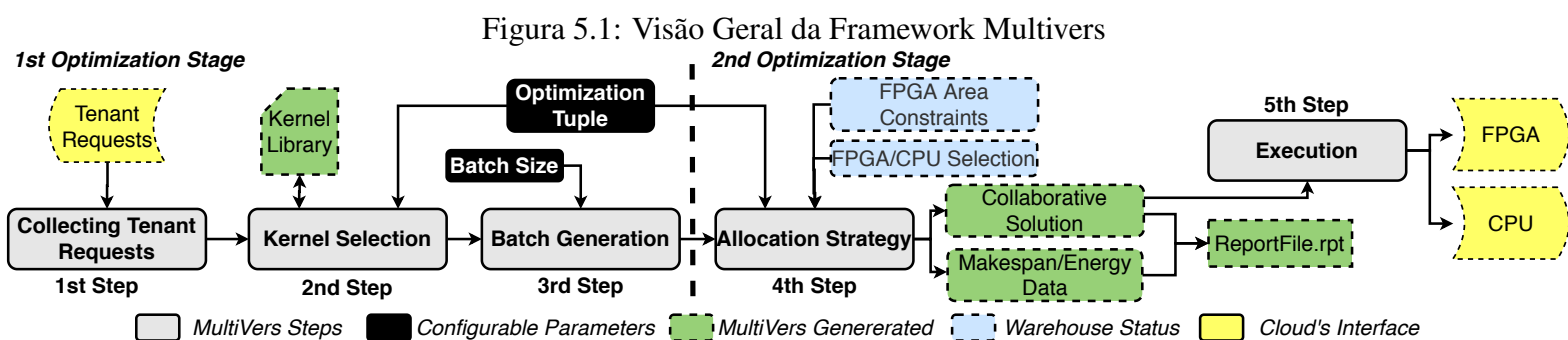 Figura 5.1: Visão Geral da Framework Multivers
1st Optimization Stage
2nd Optimization Stage
Tenant
Requests
Kernel
Library
Optimization
Tuple
Batch Size
FPGA Area
Constraints
FPGA/CPU Selection
5th Step
Execution
FPGA
CPU
Collecting Tenant
Requests
1st Step
Kernel Selection
2nd Step
Batch Generation
3rd Step
Allocation Strategy
4th Step
Collaborative
Solution
Makespan/Energy
Data
ReportFile.rpt
MultiVers Steps
Configurable Parameters
MultiVers Genererated
Warehouse Status
Cloud's Interface